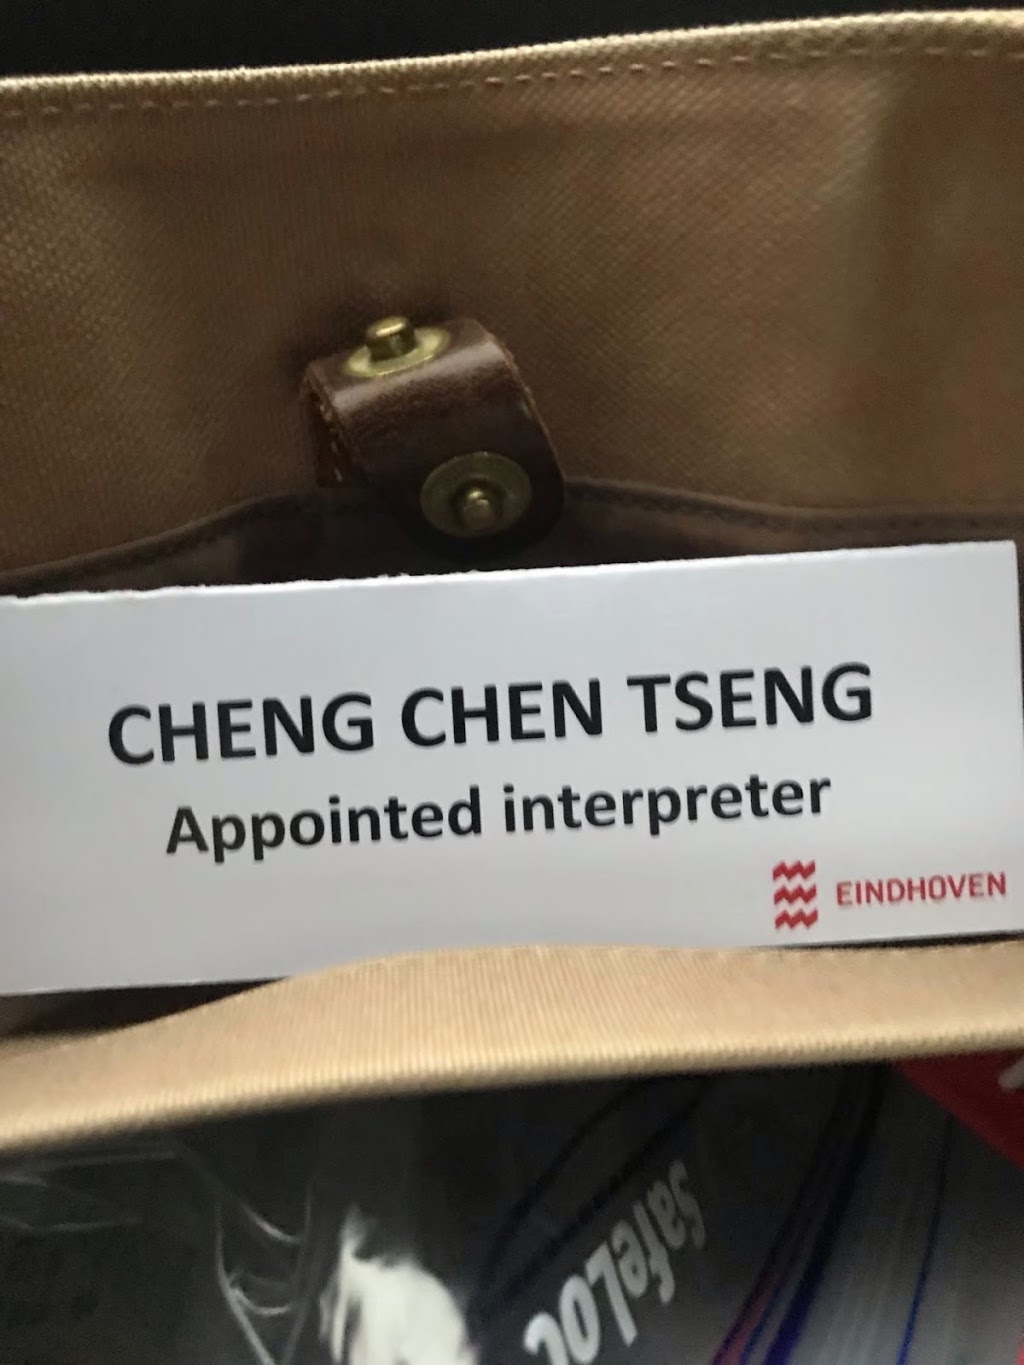 CHENG CHEN TSENG
Appointed interpreter
EINDHOVEN
SafeLoc